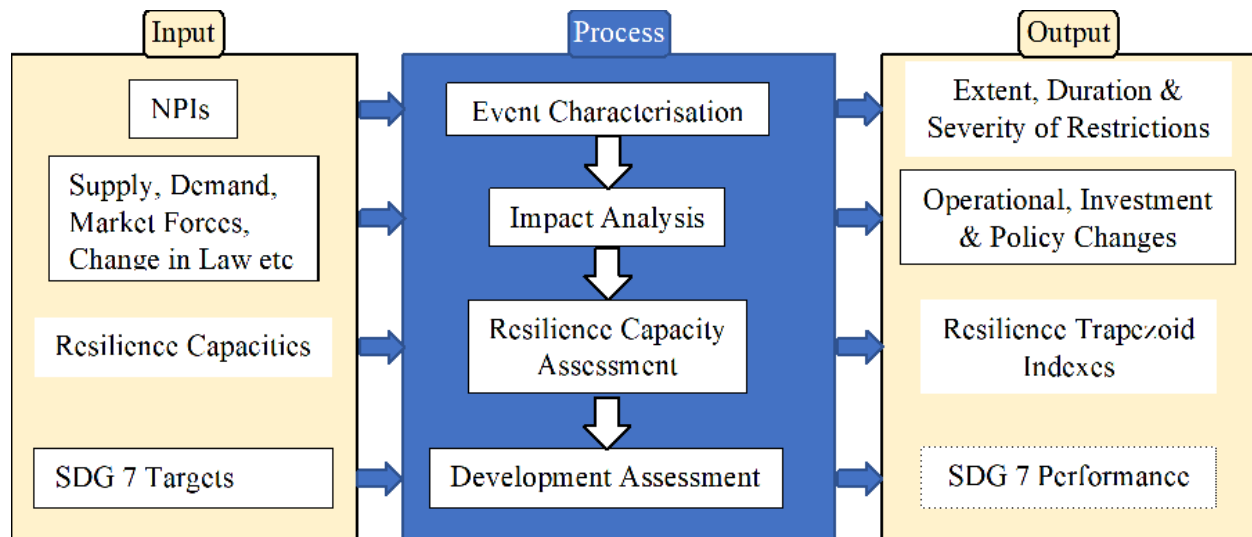 Input
Process
Output
NPIs
Event Characterisation
Extent, Duration &
Severity of Restrictions
Supply, Demand,
Market Forces,
Change in Law etc
Impact Analysis
Operational, Investment
& Policy Changes
Resilience Capacities
Resilience Capacity
Assessment
Resilience Trapezoid
Indexes
SDG 7 Targets
Development Assessment
SDG 7 Performance